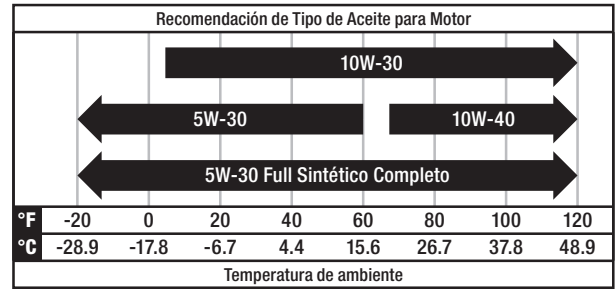 Recomendación de Tipo de Aceite para Motor
10W-30
5W-30 10W-40
5W-30 Full Sintético Completo
°F -20 0 20 40 60 80 100 120
°C -28.9 -17.8 -6.7 4.4 15.6 26.7 37.8 48.9
Temperatura de ambiente